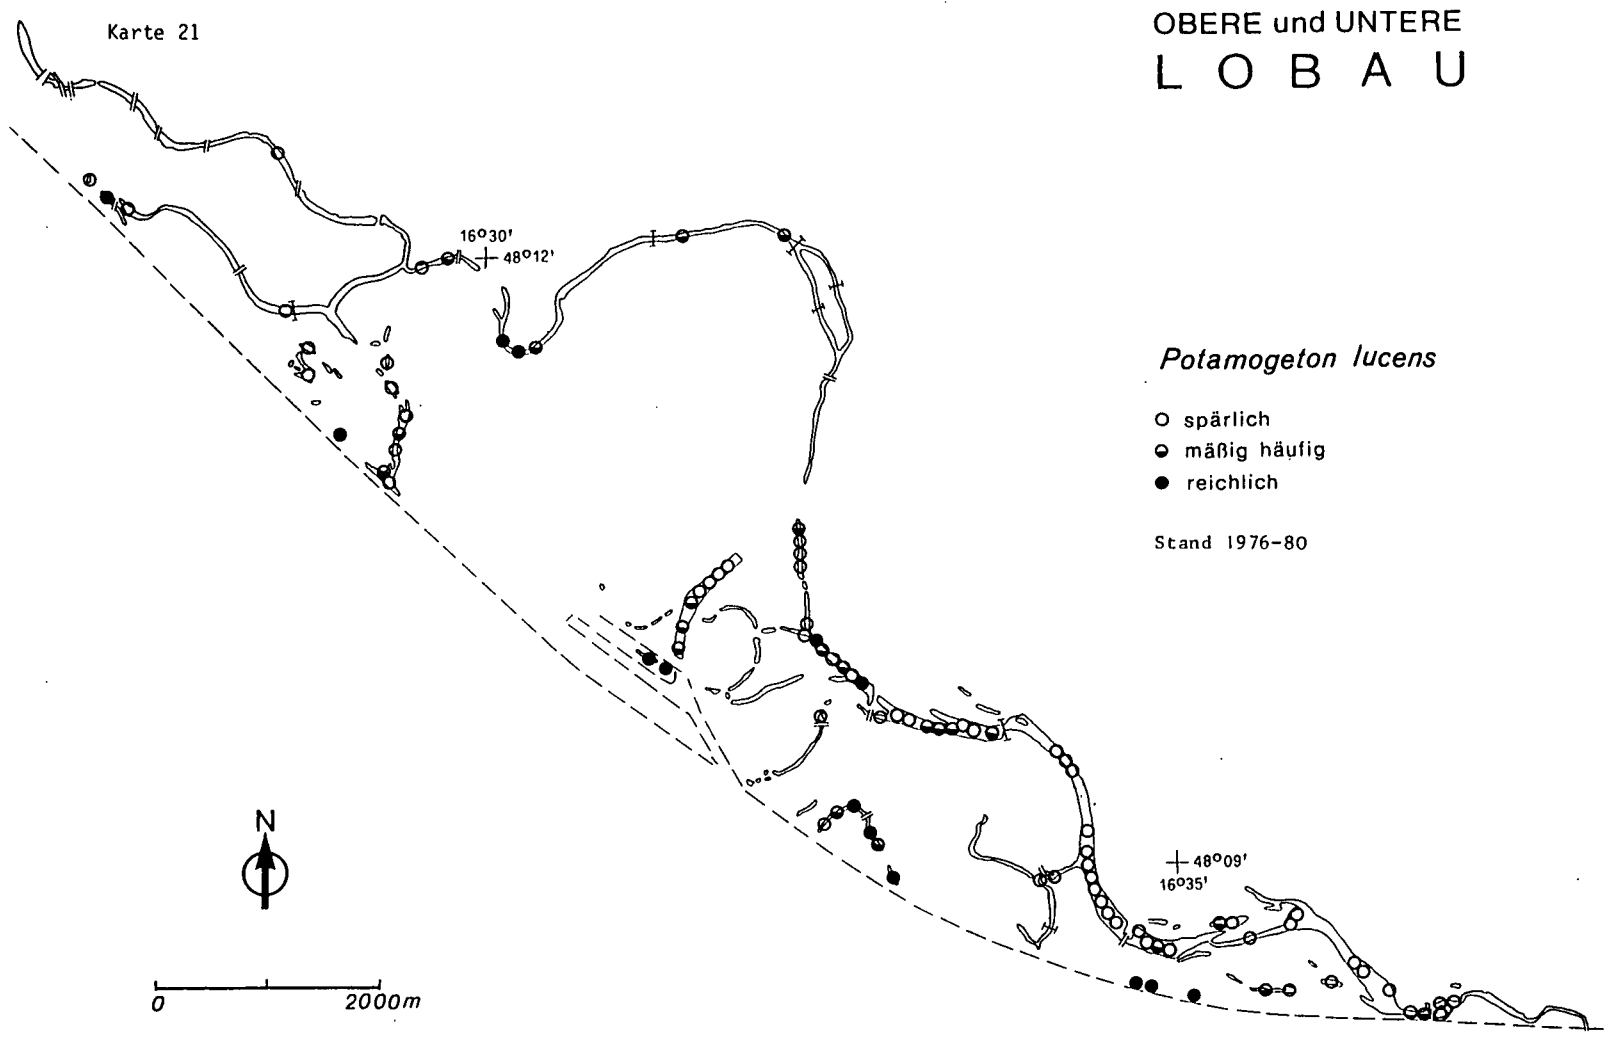 Karte 21
OBERE und UNTERE
LOBAU
16°30'
48°12'
Potamogeton lucens
spärlich
mäßig häufig
reichlich
Stand 1976-80
N
48°09'
16°35'
0 2000m